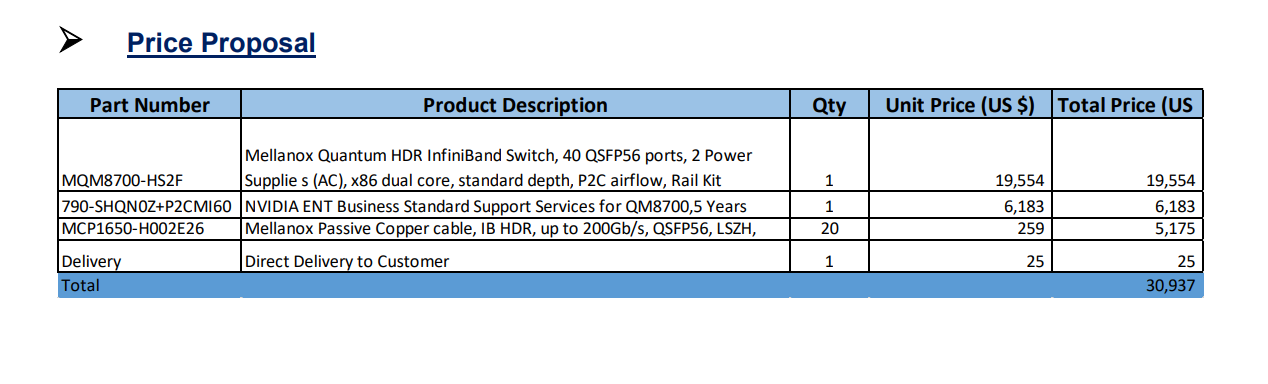 Price Proposal
Part Number Product Description Qty Unit Price (US $) Total Price (US
Mellanox Quantum HDR InfiniBand Switch, 40 QSFP56 ports, 2 Power
MQM8700-HS2F Supplie s (AC), x86 dual core, standard depth, P2C airflow, Rail Kit 1 19,554 19,554
790-SHQN0Z+P2CMI60 NVIDIA ENT Business Standard Support Services for QM8700,5 Years 1 6,183 6,183
MCP1650-H002E26 Mellanox Passive Copper cable, IB HDR, up to 200Gb/s, QSFP56, LSZH, 20 259 5,175
Delivery Direct Delivery to Customer 1 25 25
Total 30,937